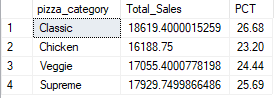 pizza_category Total_Sales PCT
1 Classic 18619.4000015259 26.68
2 Chicken 16188.75 23.20
3 Veggie 17055.4000778198 24.44
4 Supreme 17929.7499866486 25.69